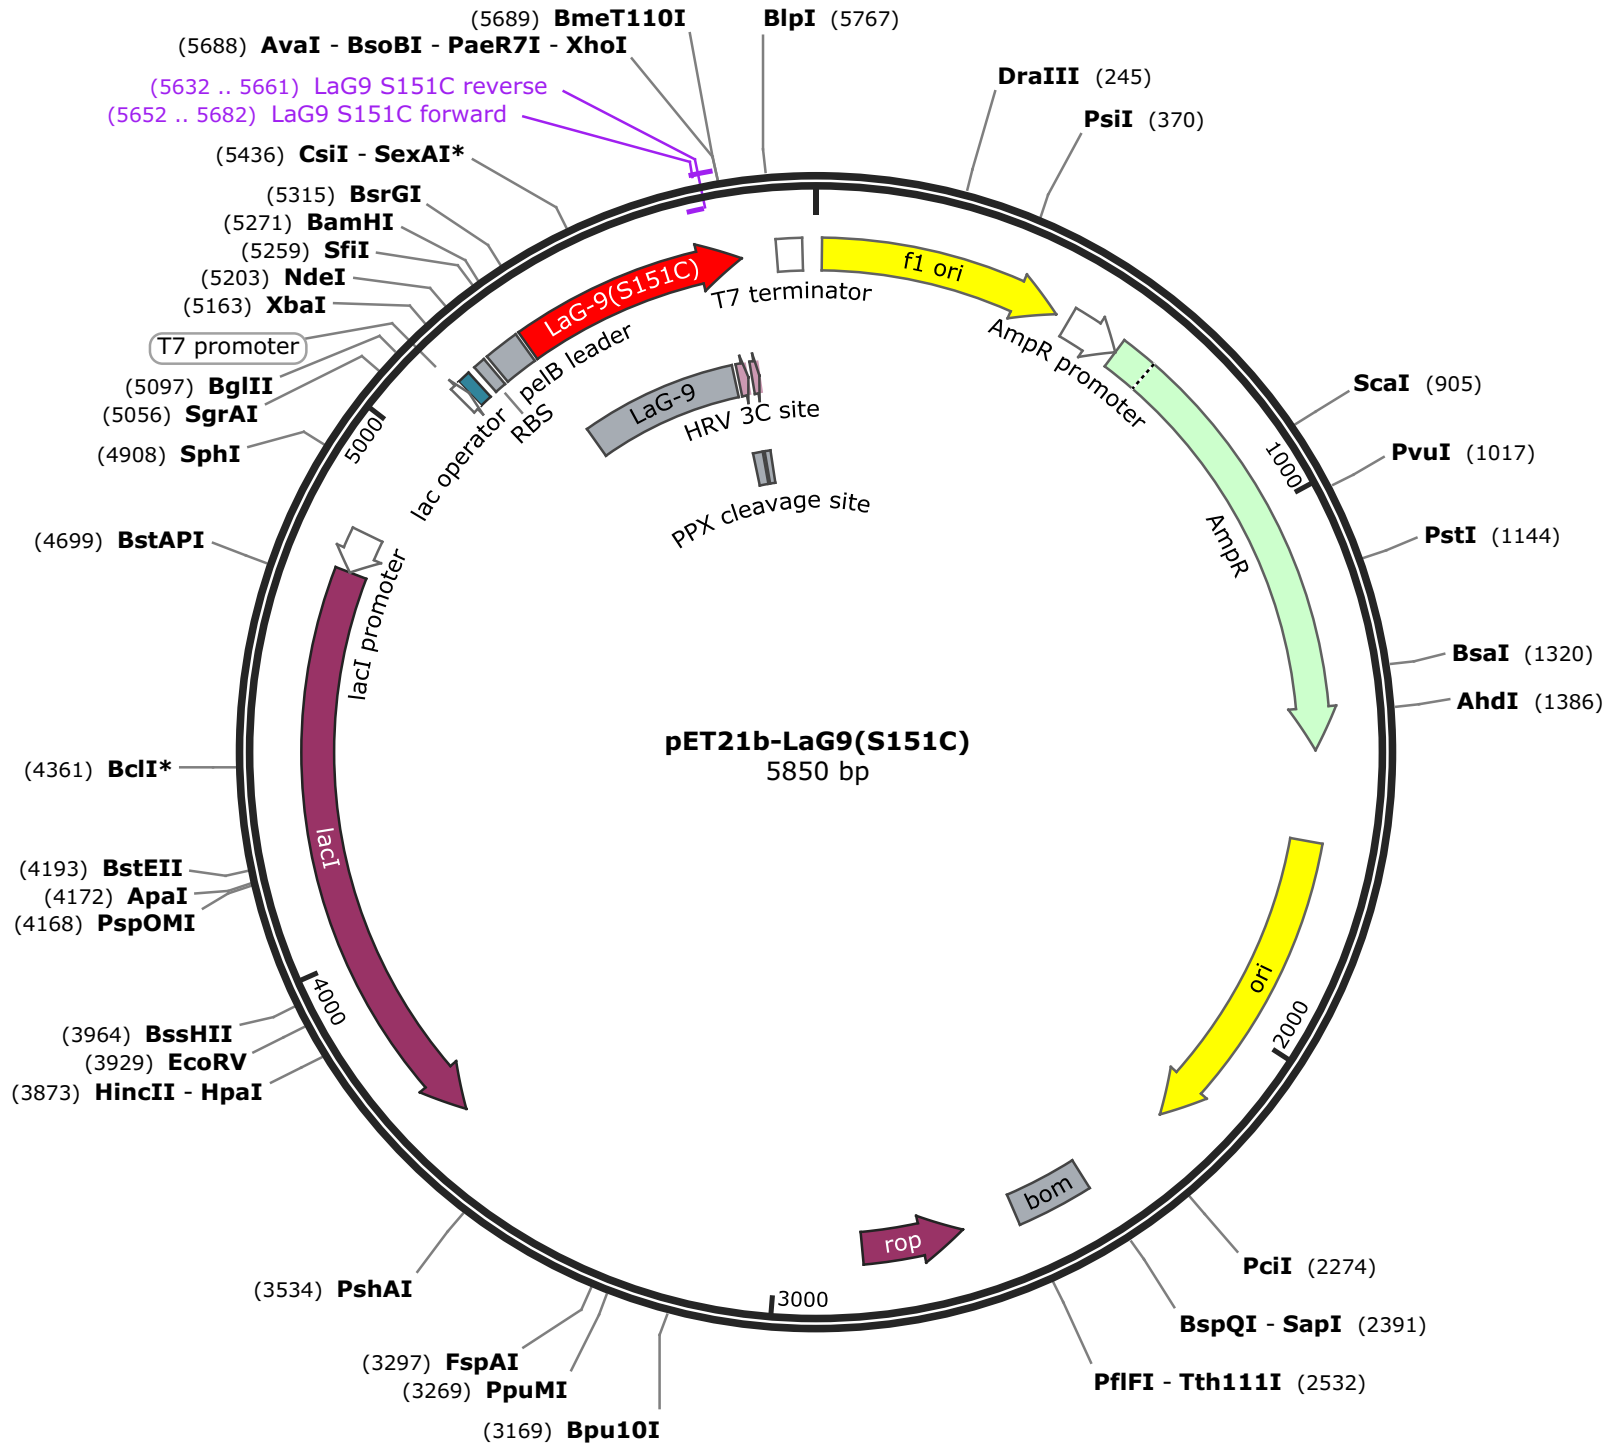 (5689) BmeT110I
BlpI (5767)
(5688) AvaI - BsoBI - PaeR7I - XhoI
(5632 .. 5661) LaG9 S151C reverse
(5652 .. 5682) LaG9 S151C forward
DraIII (245)
PsiI (370)
(5436) CsiI - SexAI*
(5315) BsrGI
(5271) BamHI
(5259) SfiI
(5203) NdeI
(5163) XbaI
T7 promoter
(5097) BglII
(5056) SgrAI
(4908) SphI
(4699) BstAPI
(4361) BclI*
(4193) BstEII
(4172) ApaI
(4168) PspOMI
(3964) BssHII
(3929) EcoRV
(3873) HincII - HpaI
(3534) PshAI
(3297) FspAI
(3269) PpuMI
(3169) Bpu10I
ScaI (905)
PvuI (1017)
PstI (1144)
BsaI (1320)
AhdI (1386)
PciI (2274)
BspQI - SapI (2391)
PflFI - Tth111I (2532)
1000
2000
3000
4000
5000
LaG-9(S151C)
T7 terminator
f1 ori
AmpR promoter
AmpR
pelB leader
RBS
lac operator
LaG-9
HRV 3C site
PPX cleavage site
lacI promoter
lacI
ori
bom
rop
pET21b-LaG9(S151C)
5850 bp